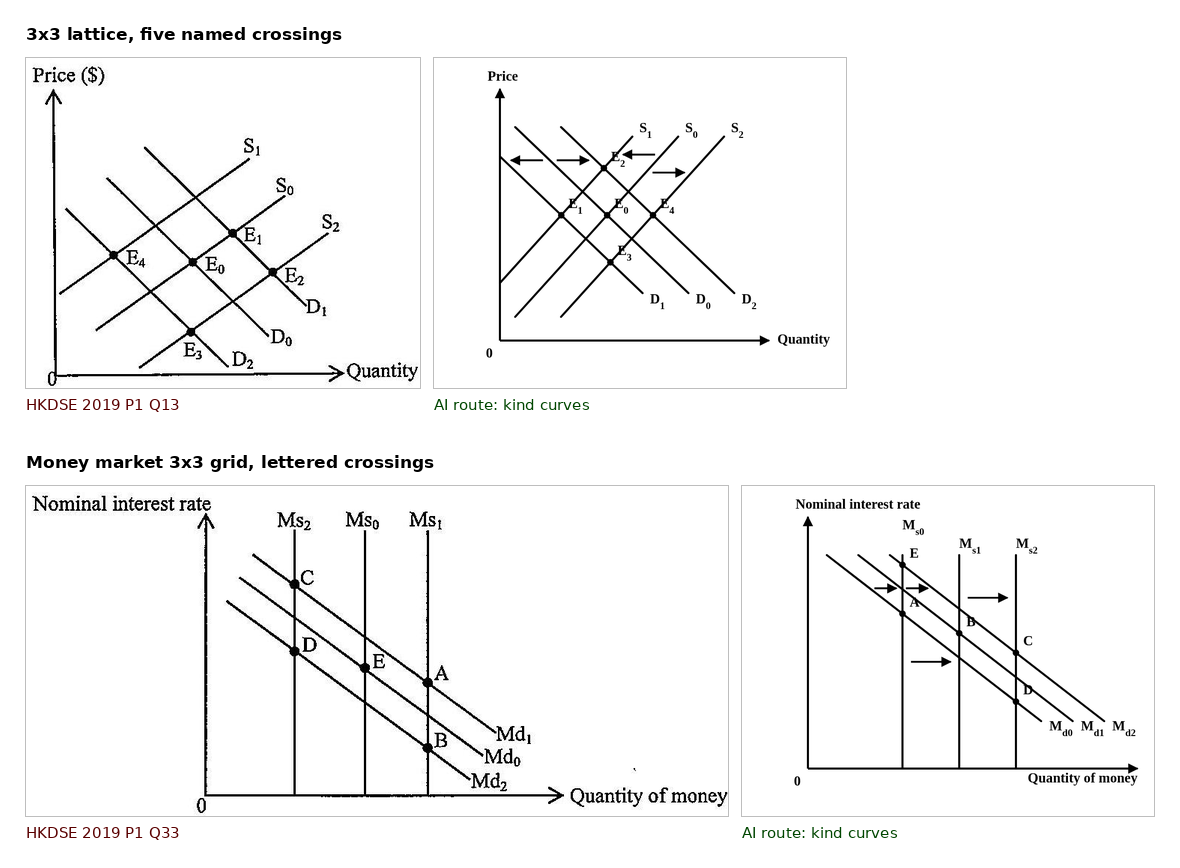 3x3 lattice, five named crossings
Price ($)
S1
S0
S2
E1
E4
E0
E2
D1
E3
D2
D0
0
Quantity
Price
S1
S0
S2
E2
E1
E0
E4
E3
D1
D0
D2
Quantity
0
HKDSE 2019 P1 Q13
AI route: kind curves
Money market 3x3 grid, lettered crossings
Nominal interest rate
Ms2 Ms0 Ms1
C
D
E
A
B
Md1
Md0
Md2
0
Quantity of money
Nominal interest rate
Ms0
Ms1
Ms2
E
A
B
C
D
Md0 Md1 Md2
0
Quantity of money
HKDSE 2019 P1 Q33
AI route: kind curves